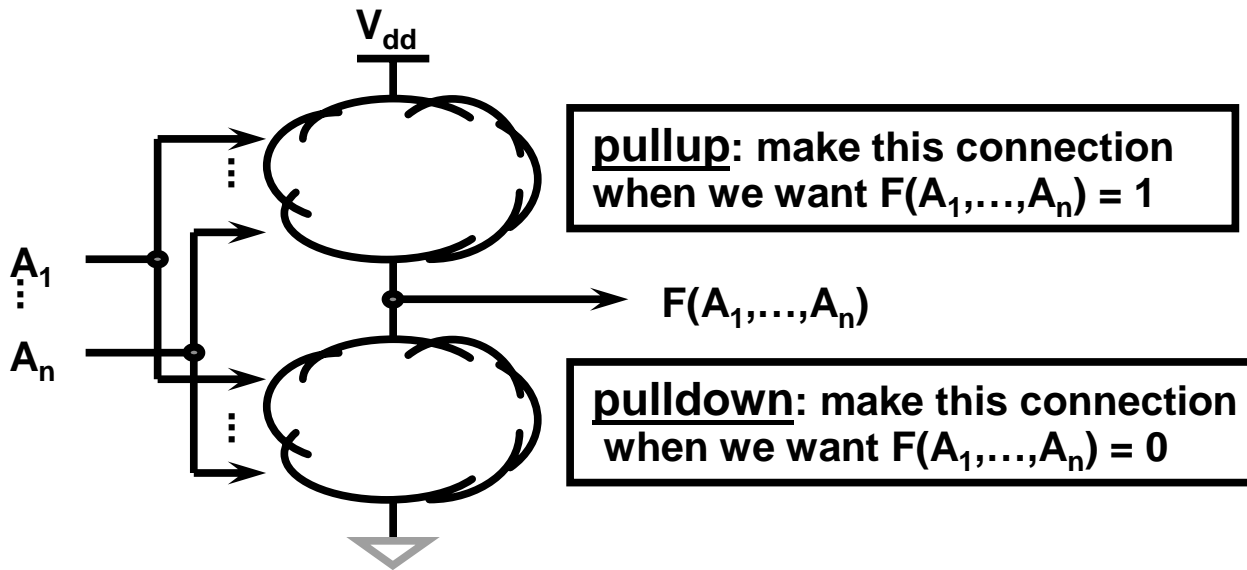 Vdd
pullup: make this connection
when we want F(A1,…,An) = 1
A1
⋮
F(A1,…,An)
An
pulldown: make this connection
when we want F(A1,…,An) = 0